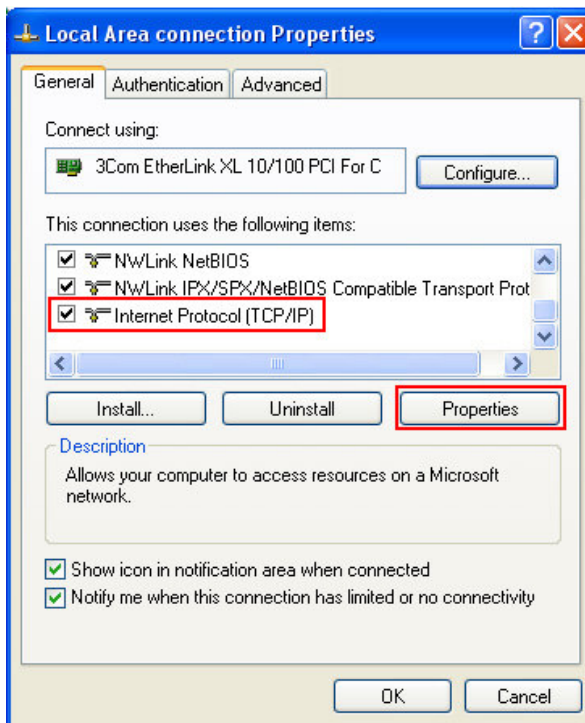 Local Area connection Properties
General
Authentication
Advanced
Connect using:
3Com EtherLink XL 10/100 PCI For C
Configure...
This connection uses the following items:
NWLink NetBIOS
NWLink IPX/SPX/NetBIOS Compatible Transport Prot
Internet Protocol (TCP/IP)
Install...
Uninstall
Properties
Description
Allows your computer to access resources on a Microsoft
network.
Show icon in notification area when connected
Notify me when this connection has limited or no connectivity
OK
Cancel